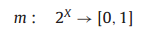 m : 2^X → [0, 1]